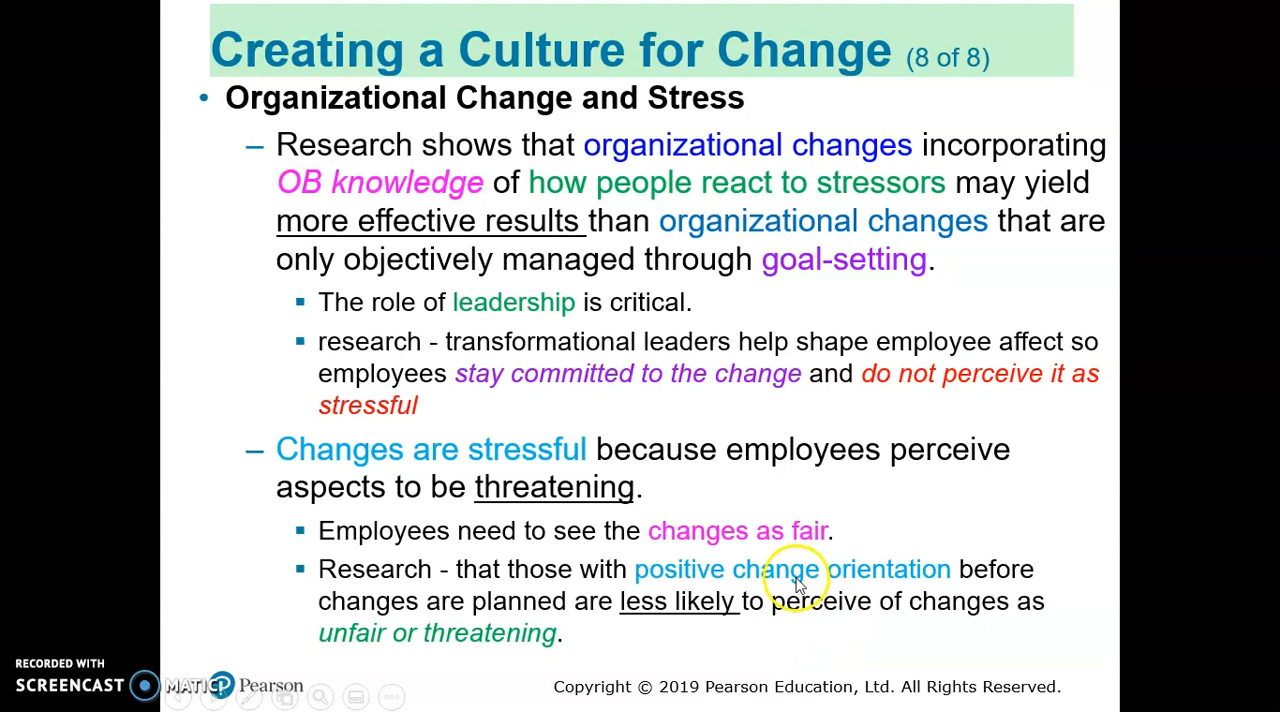 Creating a Culture for Change (8 of 8)
• Organizational Change and Stress
– Research shows that organizational changes incorporating
OB knowledge of how people react to stressors may yield
more effective results than organizational changes that are
only objectively managed through goal-setting.
▪ The role of leadership is critical.
▪ research - transformational leaders help shape employee affect so
employees stay committed to the change and do not perceive it as
stressful
– Changes are stressful because employees perceive
aspects to be threatening.
▪ Employees need to see the changes as fair.
▪ Research - that those with positive change orientation before
changes are planned are less likely to perceive of changes as
unfair or threatening.
RECORDED WITH
SCREENCAST MATIC
Pearson
Copyright © 2019 Pearson Education, Ltd. All Rights Reserved.